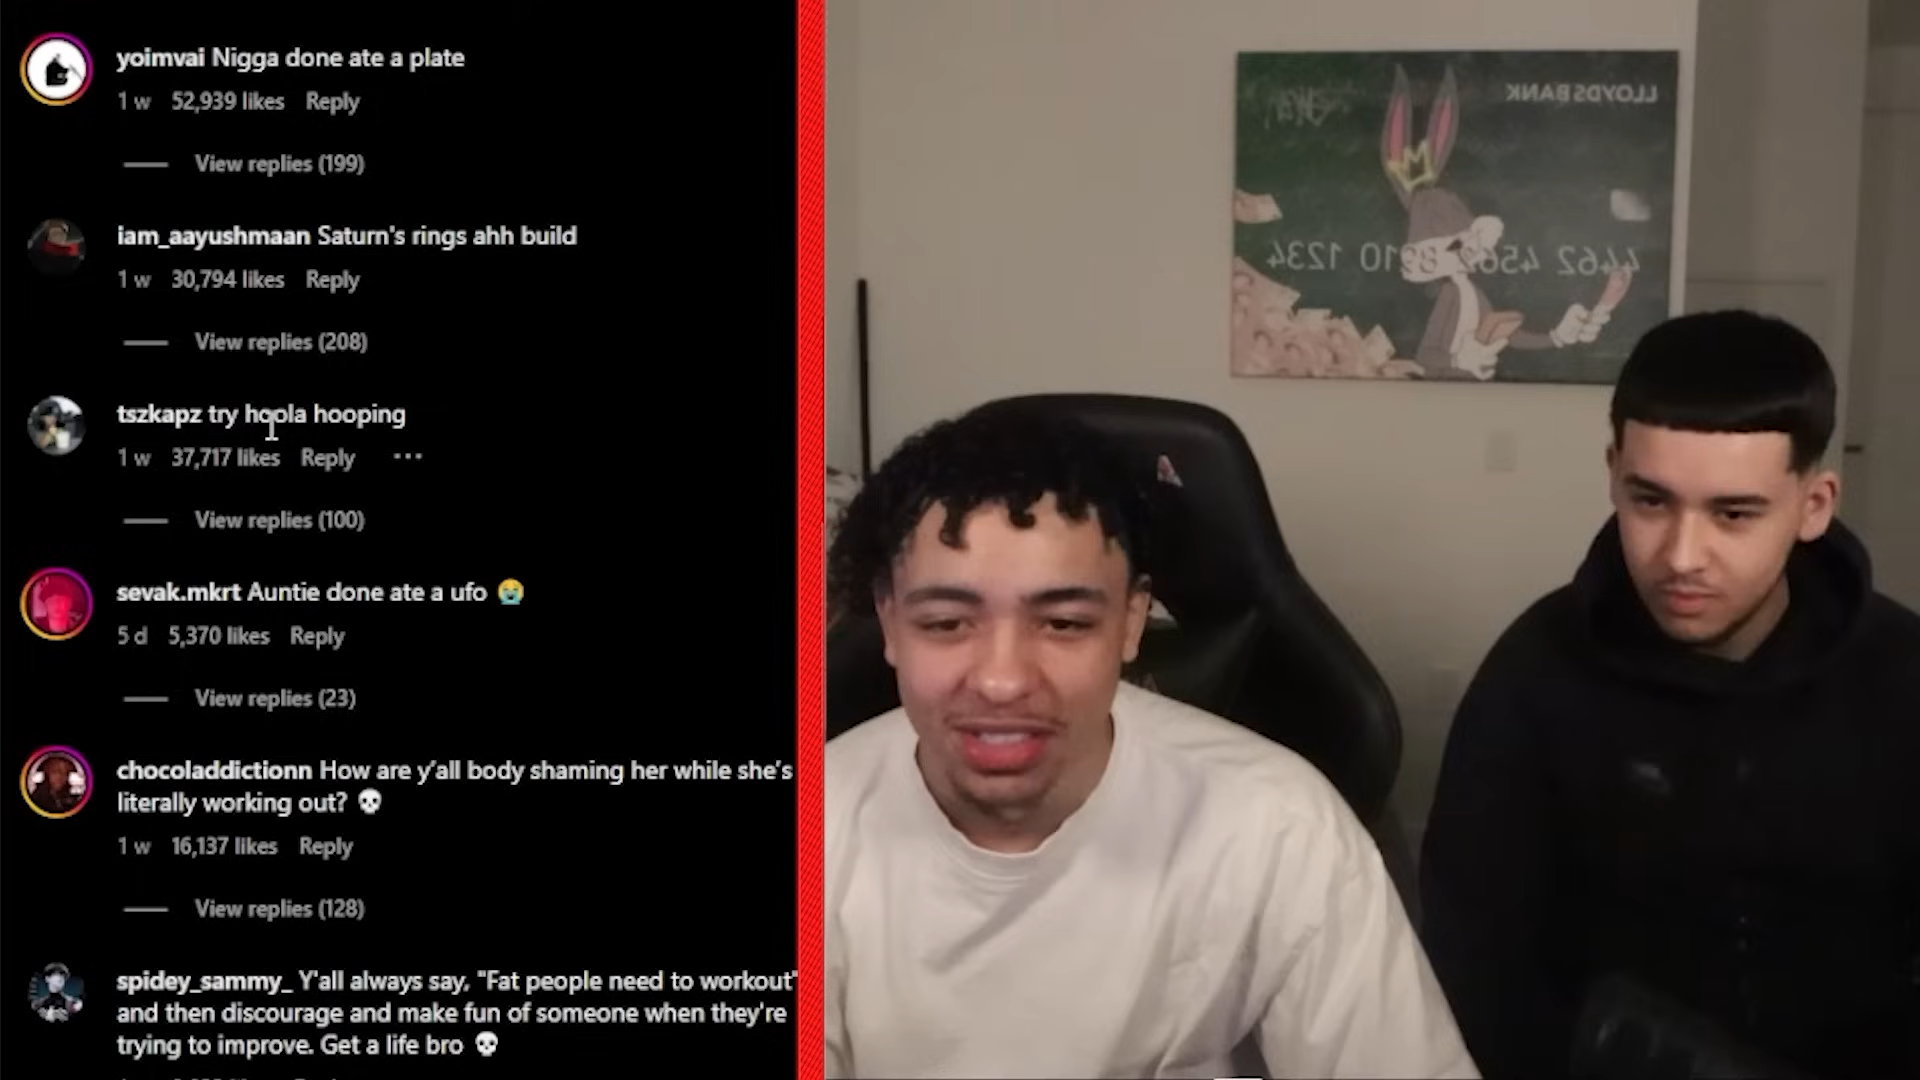 yoimvai Nigga done ate a plate
1 w 52,939 likes Reply
View replies (199)
iam_aayushmaan Saturn's rings ahh build
1 w 30,794 likes Reply
View replies (208)
tszkapz try hoola hooping
1 w 37,717 likes Reply ...
View replies (100)
sevak.mkrt Auntie done ate a ufo 😭
5 d 5,370 likes Reply
View replies (23)
chocoladdictionn How are y'all body shaming her while she's
literally working out? 💀
1 w 16,137 likes Reply
View replies (128)
spidey_sammy_ Y'all always say, "Fat people need to workout"
and then discourage and make fun of someone when they're
trying to improve. Get a life bro 💀
LLOYDS BANK
4462 4562 8910 1234